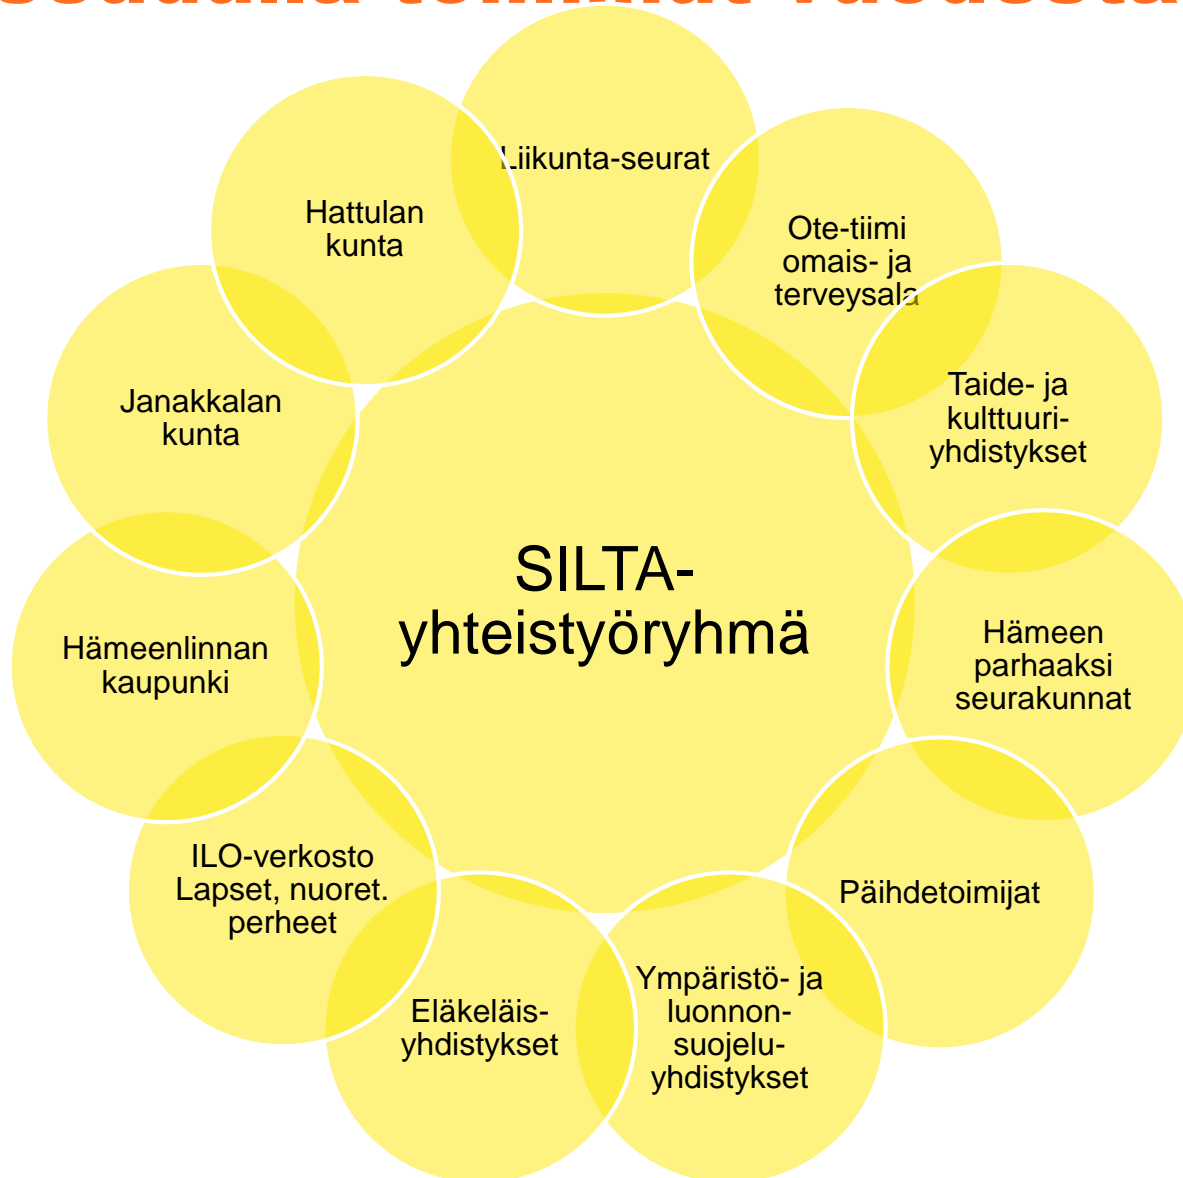 Liikunta-seurat
Ote-tiimi
omais- ja
terveysala
Taide- ja
kulttuuri-
yhdistykset
Hämeen
parhaaksi
seurakunnat
Päihdetoimijat
Ympäristö- ja
luonnon-
suojelu-
yhdistykset
Eläkeläis-
yhdistykset
ILO-verkosto
Lapset, nuoret.
perheet
Hämeenlinnan
kaupunki
Janakkalan
kunta
Hattulan
kunta
SILTA-
yhteistyöryhmä